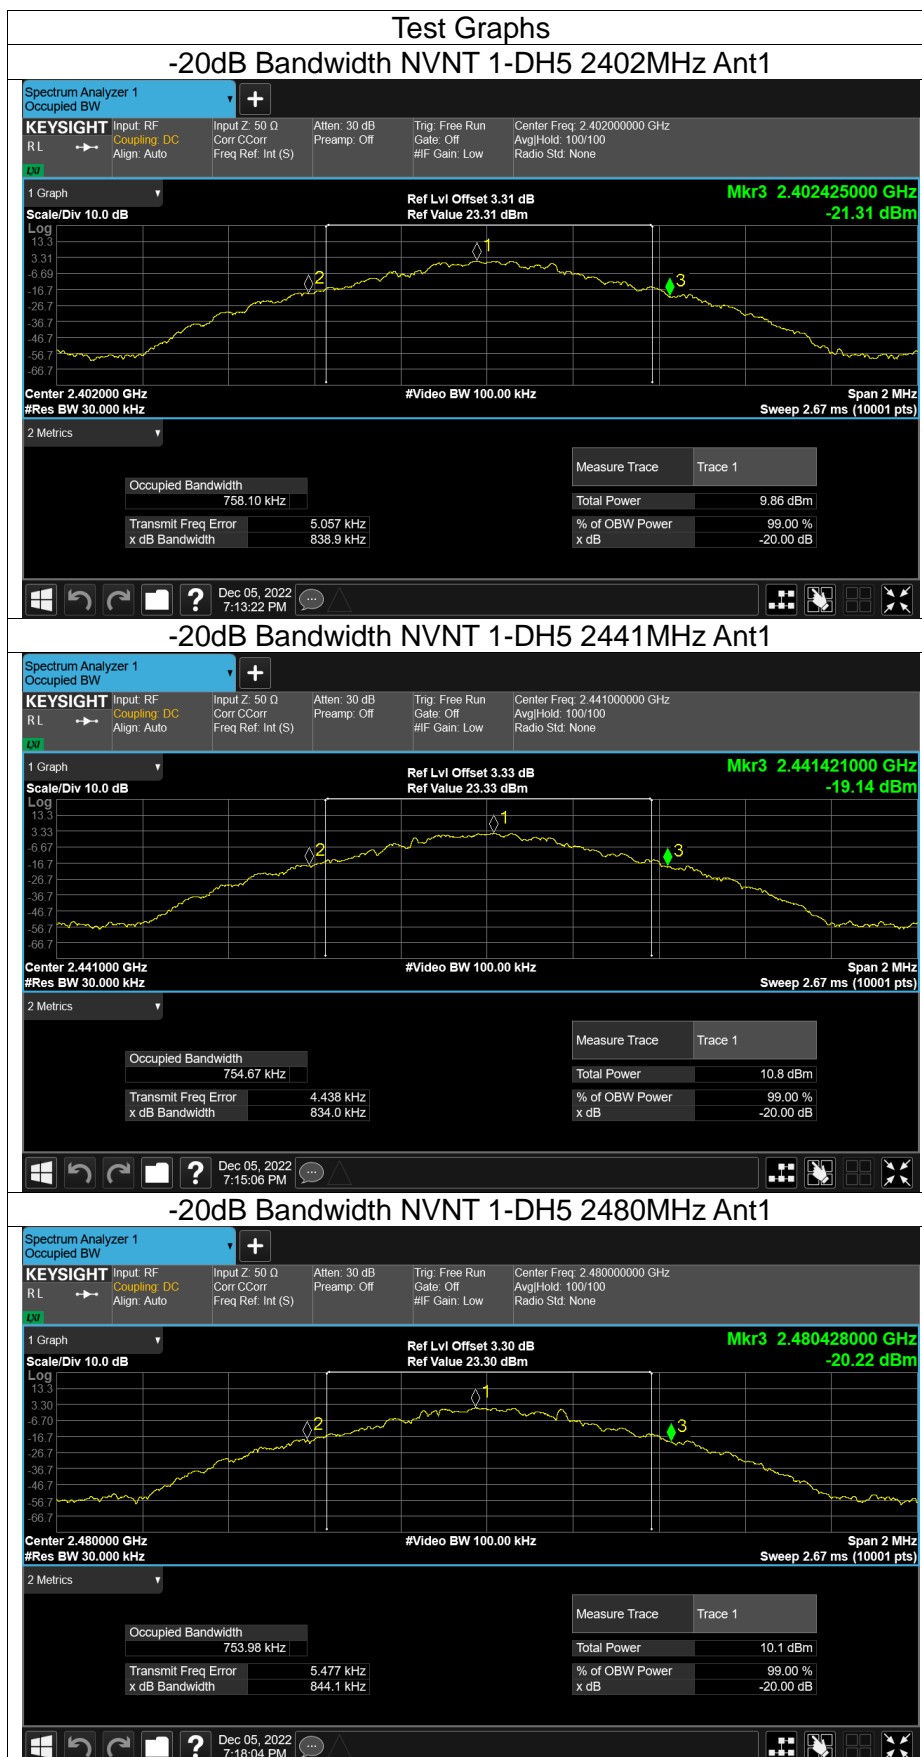 Test Graphs
-20dB Bandwidth NVNT 1-DH5 2402MHz Ant1
Spectrum Analyzer 1
Occupied BW
KEYSIGHT Input: RF Input Z: 50 Ω Atten: 30 dB Trig: Free Run Center Freq: 2.402000000 GHz
R L Coupling: DC Corr CCorr Preamp: Off Gate: Off Avg|Hold: 100/100
Align: Auto Freq Ref: Int (S) #IF Gain: Low Radio Std: None
LXI
1 Graph Ref Lvl Offset 3.31 dB Mkr3 2.402425000 GHz
Scale/Div 10.0 dB Ref Value 23.31 dBm -21.31 dBm
Log
13.3
3.31
-6.69
-16.7
-26.7
-36.7
-46.7
-56.7
-66.7
1
2
3
Center 2.402000 GHz #Video BW 100.00 kHz Span 2 MHz
#Res BW 30.000 kHz Sweep 2.67 ms (10001 pts)
2 Metrics
Measure Trace Trace 1
Occupied Bandwidth
758.10 kHz Total Power 9.86 dBm
Transmit Freq Error 5.057 kHz % of OBW Power 99.00 %
x dB Bandwidth 838.9 kHz x dB -20.00 dB
Dec 05, 2022
7:13:22 PM
-20dB Bandwidth NVNT 1-DH5 2441MHz Ant1
Spectrum Analyzer 1
Occupied BW
KEYSIGHT Input: RF Input Z: 50 Ω Atten: 30 dB Trig: Free Run Center Freq: 2.441000000 GHz
R L Coupling: DC Corr CCorr Preamp: Off Gate: Off Avg|Hold: 100/100
Align: Auto Freq Ref: Int (S) #IF Gain: Low Radio Std: None
LXI
1 Graph Ref Lvl Offset 3.33 dB Mkr3 2.441421000 GHz
Scale/Div 10.0 dB Ref Value 23.33 dBm -19.14 dBm
Log
13.3
3.33
-6.67
-16.7
-26.7
-36.7
-46.7
-56.7
-66.7
1
2
3
Center 2.441000 GHz #Video BW 100.00 kHz Span 2 MHz
#Res BW 30.000 kHz Sweep 2.67 ms (10001 pts)
2 Metrics
Measure Trace Trace 1
Occupied Bandwidth
754.67 kHz Total Power 10.8 dBm
Transmit Freq Error 4.438 kHz % of OBW Power 99.00 %
x dB Bandwidth 834.0 kHz x dB -20.00 dB
Dec 05, 2022
7:15:06 PM
-20dB Bandwidth NVNT 1-DH5 2480MHz Ant1
Spectrum Analyzer 1
Occupied BW
KEYSIGHT Input: RF Input Z: 50 Ω Atten: 30 dB Trig: Free Run Center Freq: 2.480000000 GHz
R L Coupling: DC Corr CCorr Preamp: Off Gate: Off Avg|Hold: 100/100
Align: Auto Freq Ref: Int (S) #IF Gain: Low Radio Std: None
LXI
1 Graph Ref Lvl Offset 3.30 dB Mkr3 2.480428000 GHz
Scale/Div 10.0 dB Ref Value 23.30 dBm -20.22 dBm
Log
13.3
3.30
-6.70
-16.7
-26.7
-36.7
-46.7
-56.7
-66.7
1
2
3
Center 2.480000 GHz #Video BW 100.00 kHz Span 2 MHz
#Res BW 30.000 kHz Sweep 2.67 ms (10001 pts)
2 Metrics
Measure Trace Trace 1
Occupied Bandwidth
753.98 kHz Total Power 10.1 dBm
Transmit Freq Error 5.477 kHz % of OBW Power 99.00 %
x dB Bandwidth 844.1 kHz x dB -20.00 dB
Dec 05, 2022
7:18:04 PM